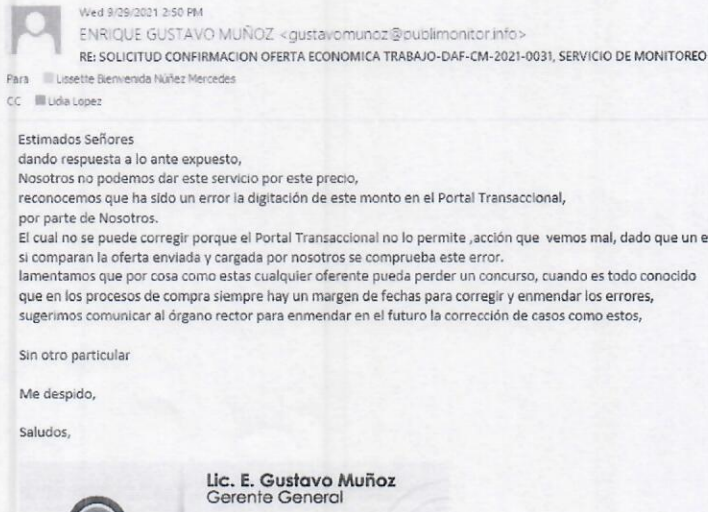 Wed 9/29/2021 2:50 PM
ENRIQUE GUSTAVO MUÑOZ <gustavomunoz@publimonitor.info>
RE: SOLICITUD CONFIRMACION OFERTA ECONOMICA TRABAJO-DAF-CM-2021-0031, SERVICIO DE MONITOREO
Para Lissette Bienvenida Núñez Mercedes
CC Lidia Lopez
Estimados Señores
dando respuesta a lo ante expuesto,
Nosotros no podemos dar este servicio por este precio,
reconocemos que ha sido un error la digitación de este monto en el Portal Transaccional,
por parte de Nosotros.
El cual no se puede corregir porque el Portal Transaccional no lo permite ,acción que vemos mal, dado que un e
si comparan la oferta enviada y cargada por nosotros se comprueba este error.
lamentamos que por cosa como estas cualquier oferente pueda perder un concurso, cuando es todo conocido
que en los procesos de compra siempre hay un margen de fechas para corregir y enmendar los errores,
sugerimos comunicar al órgano rector para enmendar en el futuro la corrección de casos como estos,
Sin otro particular
Me despido,
Saludos,
Lic. E. Gustavo Muñoz
Gerente General